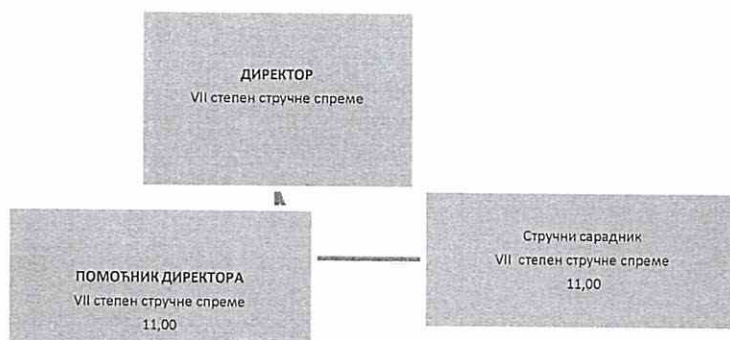 ДИРЕКТОР
VII степен стручне спреме
ПОМОЋНИК ДИРЕКТОРА
VII степен стручне спреме
11,00
Стручни сарадник
VII степен стручне спреме
11,00